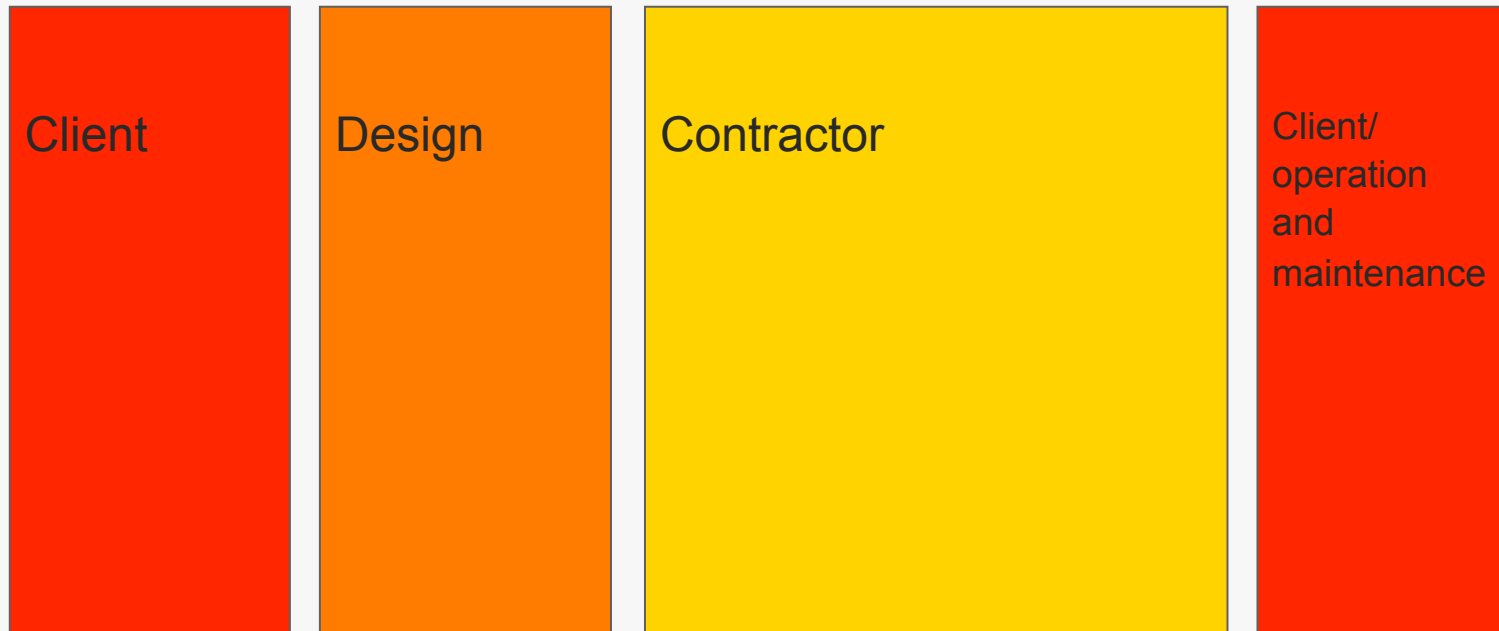 Client
Design
Contractor
Client/
operation
and
maintenance